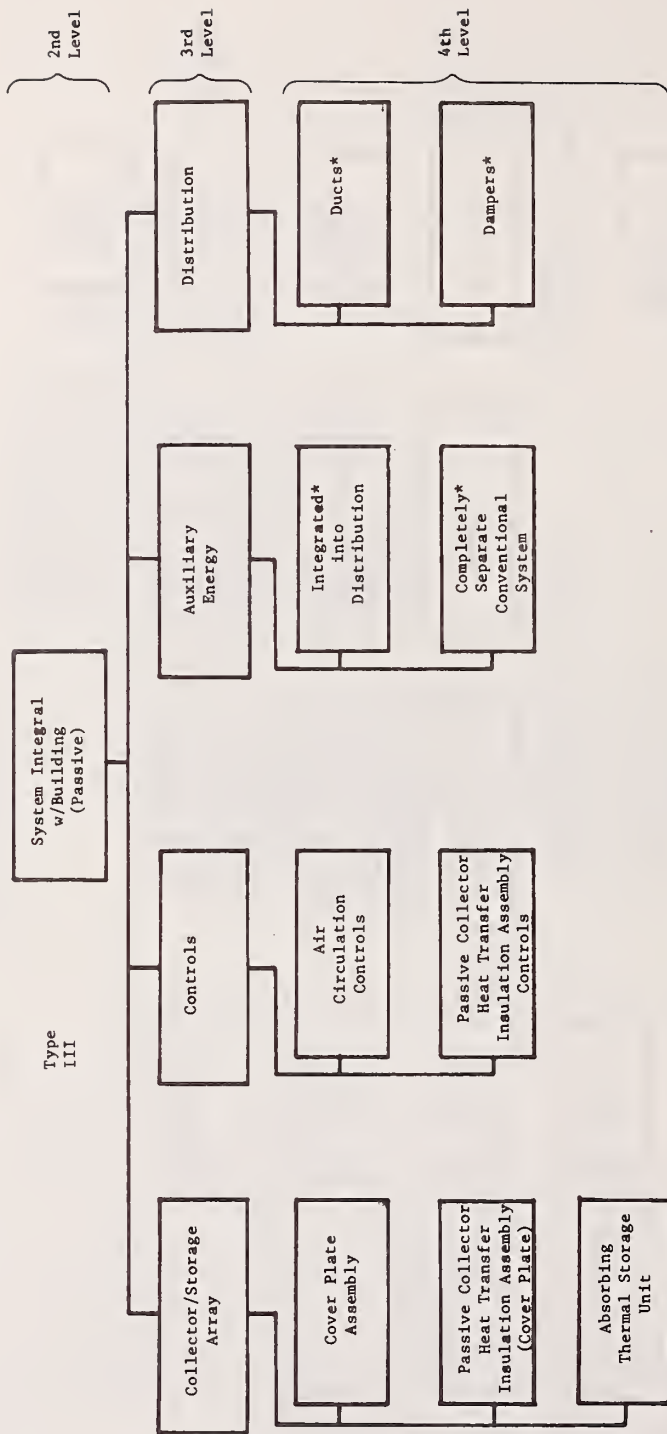 Type
III
System Integral
w/Building
(Passive)
2nd
Level
Collector/Storage
Array
Controls
Auxiliary
Energy
Distribution
3rd
Level
Cover Plate
Assembly
Air
Circulation
Controls
Integrated*
into
Distribution
Ducts*
Passive Collector
Heat Transfer
Insulation Assembly
(Cover Plate)
Passive Collector
Heat Transfer
Insulation Assembly
Controls
Completely*
Separate
Conventional
System
Dampers*
Absorbing
Thermal Storage
Unit
4th
Level